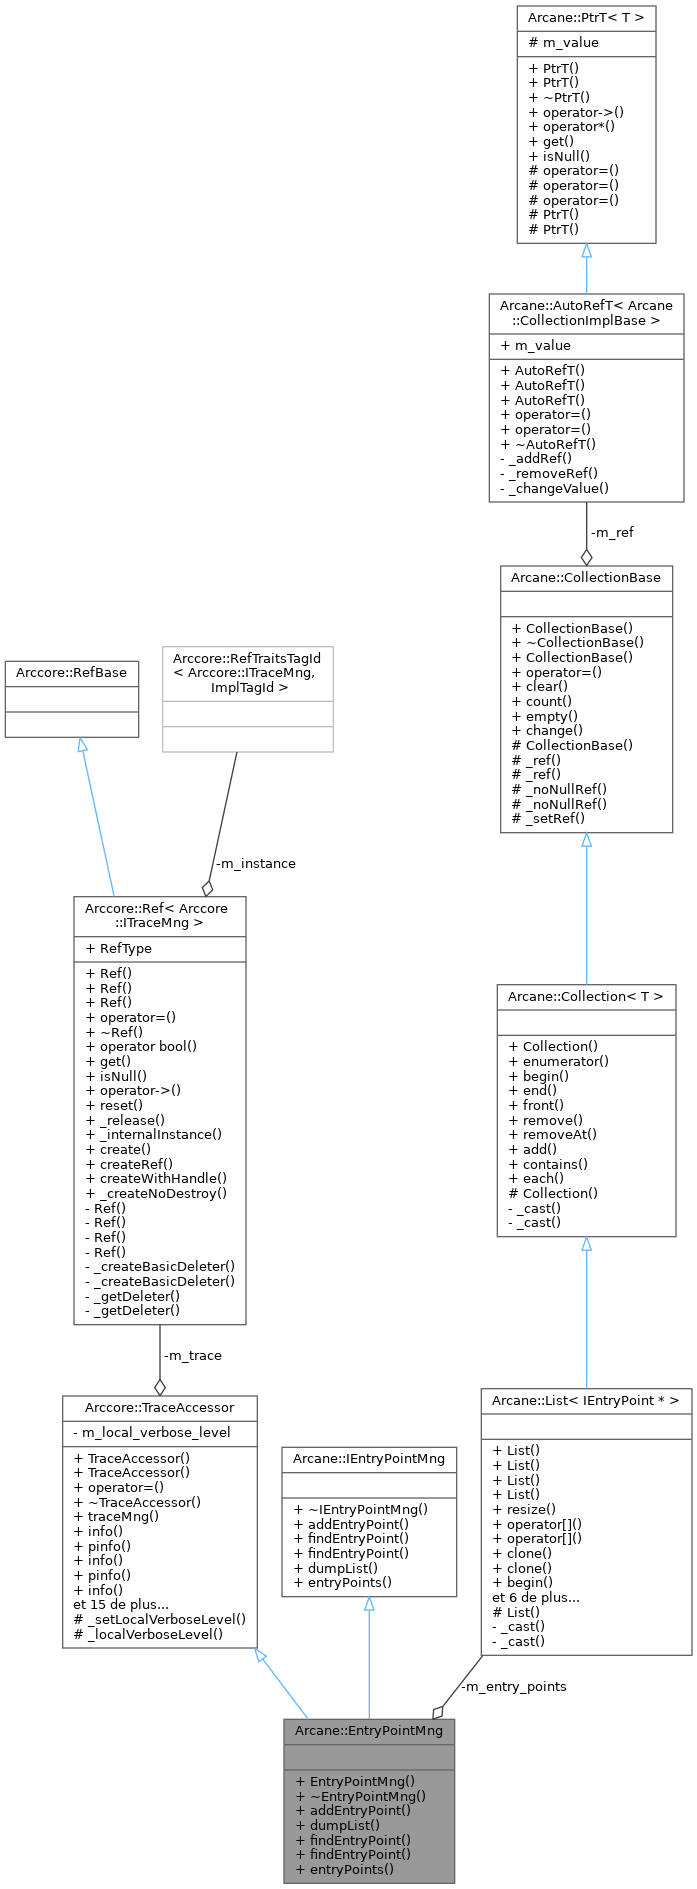 Arcane::PtrT< T >
# m_value
+ PtrT()
+ PtrT()
+ ~PtrT()
+ operator->()
+ operator*()
+ get()
+ isNull()
# operator=()
# operator=()
# operator=()
# PtrT()
# PtrT()
Arcane::AutoRefT< Arcane
::CollectionImplBase >
+ m_value
+ AutoRefT()
+ AutoRefT()
+ AutoRefT()
+ operator=()
+ operator=()
+ ~AutoRefT()
- _addRef()
- _removeRef()
- _changeValue()
-m_ref
Arcane::CollectionBase
+ CollectionBase()
+ ~CollectionBase()
+ CollectionBase()
+ operator=()
+ clear()
+ count()
+ empty()
+ change()
# CollectionBase()
# _ref()
# _ref()
# _noNullRef()
# _noNullRef()
# _setRef()
Arccore::RefBase
Arccore::RefTraitsTagId
< Arccore::ITraceMng,
ImplTagId >
-m_instance
Arccore::Ref< Arccore
::ITraceMng >
+ RefType
+ Ref()
+ Ref()
+ Ref()
+ operator=()
+ ~Ref()
+ operator bool()
+ get()
+ isNull()
+ operator->()
+ reset()
+ _release()
+ _internalInstance()
+ create()
+ createRef()
+ createWithHandle()
+ _createNoDestroy()
- Ref()
- Ref()
- Ref()
- Ref()
- _createBasicDeleter()
- _createBasicDeleter()
- _getDeleter()
- _getDeleter()
Arcane::Collection< T >
+ Collection()
+ enumerator()
+ begin()
+ end()
+ front()
+ remove()
+ removeAt()
+ add()
+ contains()
+ each()
# Collection()
- _cast()
- _cast()
-m_trace
Arccore::TraceAccessor
- m_local_verbose_level
+ TraceAccessor()
+ TraceAccessor()
+ operator=()
+ ~TraceAccessor()
+ traceMng()
+ info()
+ pinfo()
+ info()
+ pinfo()
+ info()
et 15 de plus...
# _setLocalVerboseLevel()
# _localVerboseLevel()
Arcane::IEntryPointMng
+ ~IEntryPointMng()
+ addEntryPoint()
+ findEntryPoint()
+ findEntryPoint()
+ dumpList()
+ entryPoints()
Arcane::List< IEntryPoint * >
+ List()
+ List()
+ List()
+ List()
+ resize()
+ operator[]()
+ operator[]()
+ clone()
+ clone()
+ begin()
et 6 de plus...
# List()
- _cast()
- _cast()
-m_entry_points
Arcane::EntryPointMng
+ EntryPointMng()
+ ~EntryPointMng()
+ addEntryPoint()
+ dumpList()
+ findEntryPoint()
+ findEntryPoint()
+ entryPoints()